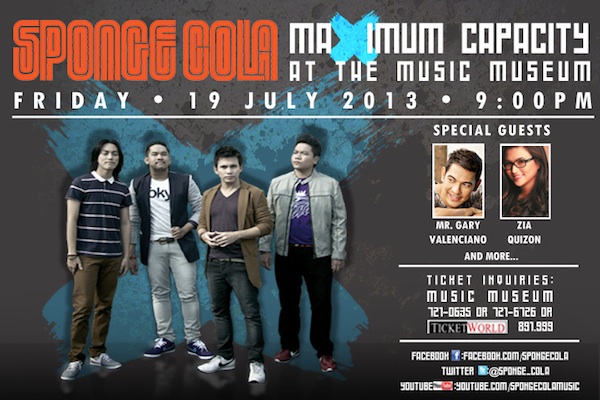 SPONGE COLA
MAXIMUM CAPACITY
AT THE MUSIC MUSEUM
FRIDAY • 19 JULY 2013 • 9:00PM
SPECIAL GUESTS
MR. GARY
VALENCIANO
ZIA
QUIZON
AND MORE...
TICKET INQUIRIES:
MUSIC MUSEUM
721-0635 OR 721-6726 OR
TICKETWORLD 891.999
FACEBOOK f:FACEBOOK.COM/SPONGECOLA
TWITTER :@SPONGE_COLA
YOUTUBE :YOUTUBE.COM/SPONGECOLAMUSIC